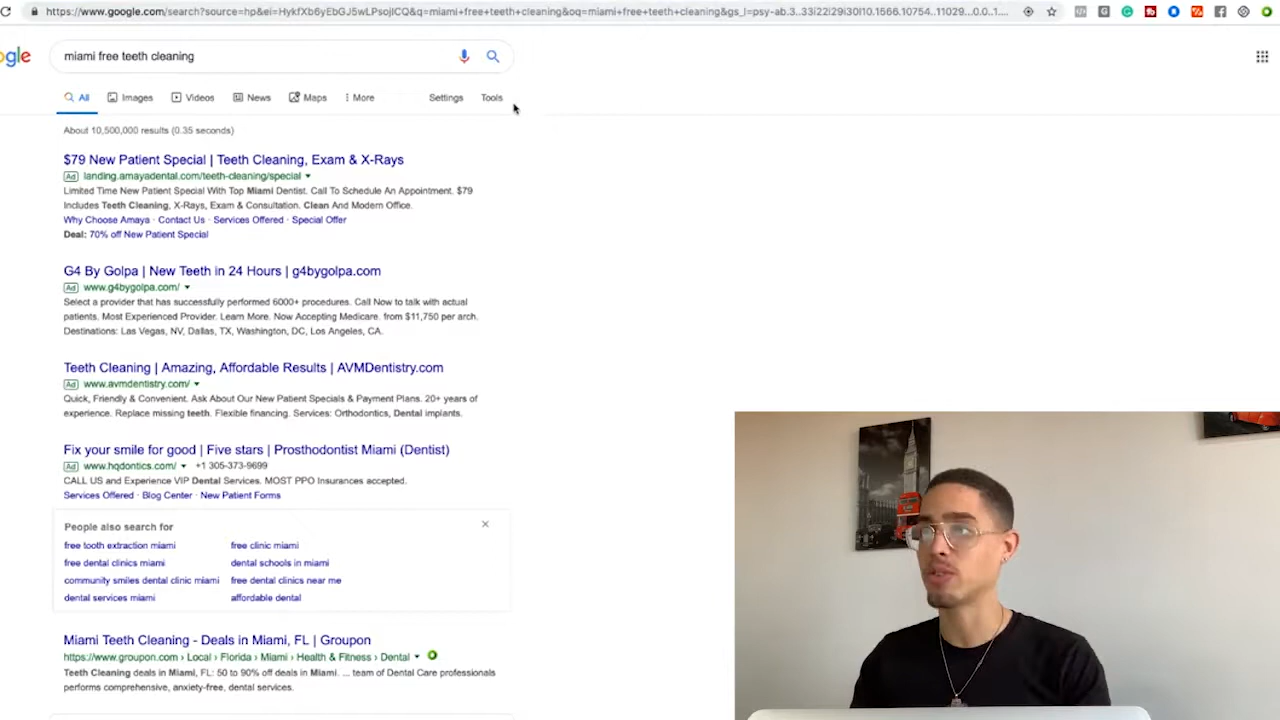 https://www.google.com/search?source=hp&ei=HykfXb6yEbGJ5wLPsojICQ&q=miami+free+teeth+cleaning&oq=miami+free+teeth+cleaning&gs_l=psy-ab.3..33i22i29i30l10.1566.10754..11029...0.0..1....
ogle
miami free teeth cleaning
All Images Videos News Maps More Settings Tools
About 10,500,000 results (0.35 seconds)
$79 New Patient Special | Teeth Cleaning, Exam & X-Rays
Ad landing.amayadental.com/teeth-cleaning/special
Limited Time New Patient Special With Top Miami Dentist. Call To Schedule An Appointment. $79
Includes Teeth Cleaning, X-Rays, Exam & Consultation. Clean And Modern Office.
Why Choose Amaya · Contact Us · Services Offered · Special Offer
Deal: 70% off New Patient Special
G4 By Golpa | New Teeth in 24 Hours | g4bygolpa.com
Ad www.g4bygolpa.com/
Select a provider that has successfully performed 6000+ procedures. Call Now to talk with actual
patients. Most Experienced Provider. Learn More. Now Accepting Medicare. from $11,750 per arch.
Destinations: Las Vegas, NV, Dallas, TX, Washington, DC, Los Angeles, CA.
Teeth Cleaning | Amazing, Affordable Results | AVMDentistry.com
Ad www.avmdentistry.com/
Quick, Friendly & Convenient. Ask About Our New Patient Specials & Payment Plans. 20+ years of
experience. Replace missing teeth. Flexible financing. Services: Orthodontics, Dental implants.
Fix your smile for good | Five stars | Prosthodontist Miami (Dentist)
Ad www.hqdontics.com/ +1 305-373-9699
CALL US and Experience VIP Dental Services. MOST PPO Insurances accepted.
Services Offered · Blog Center · New Patient Forms
People also search for
free tooth extraction miami free clinic miami
free dental clinics miami dental schools in miami
community smiles dental clinic miami free dental clinics near me
dental services miami affordable dental
Miami Teeth Cleaning - Deals in Miami, FL | Groupon
https://www.groupon.com › Local › Florida › Miami › Health & Fitness › Dental
Teeth Cleaning deals in Miami, FL: 50 to 90% off deals in Miami. ... team of Dental Care professionals
performs comprehensive, anxiety-free, dental services.